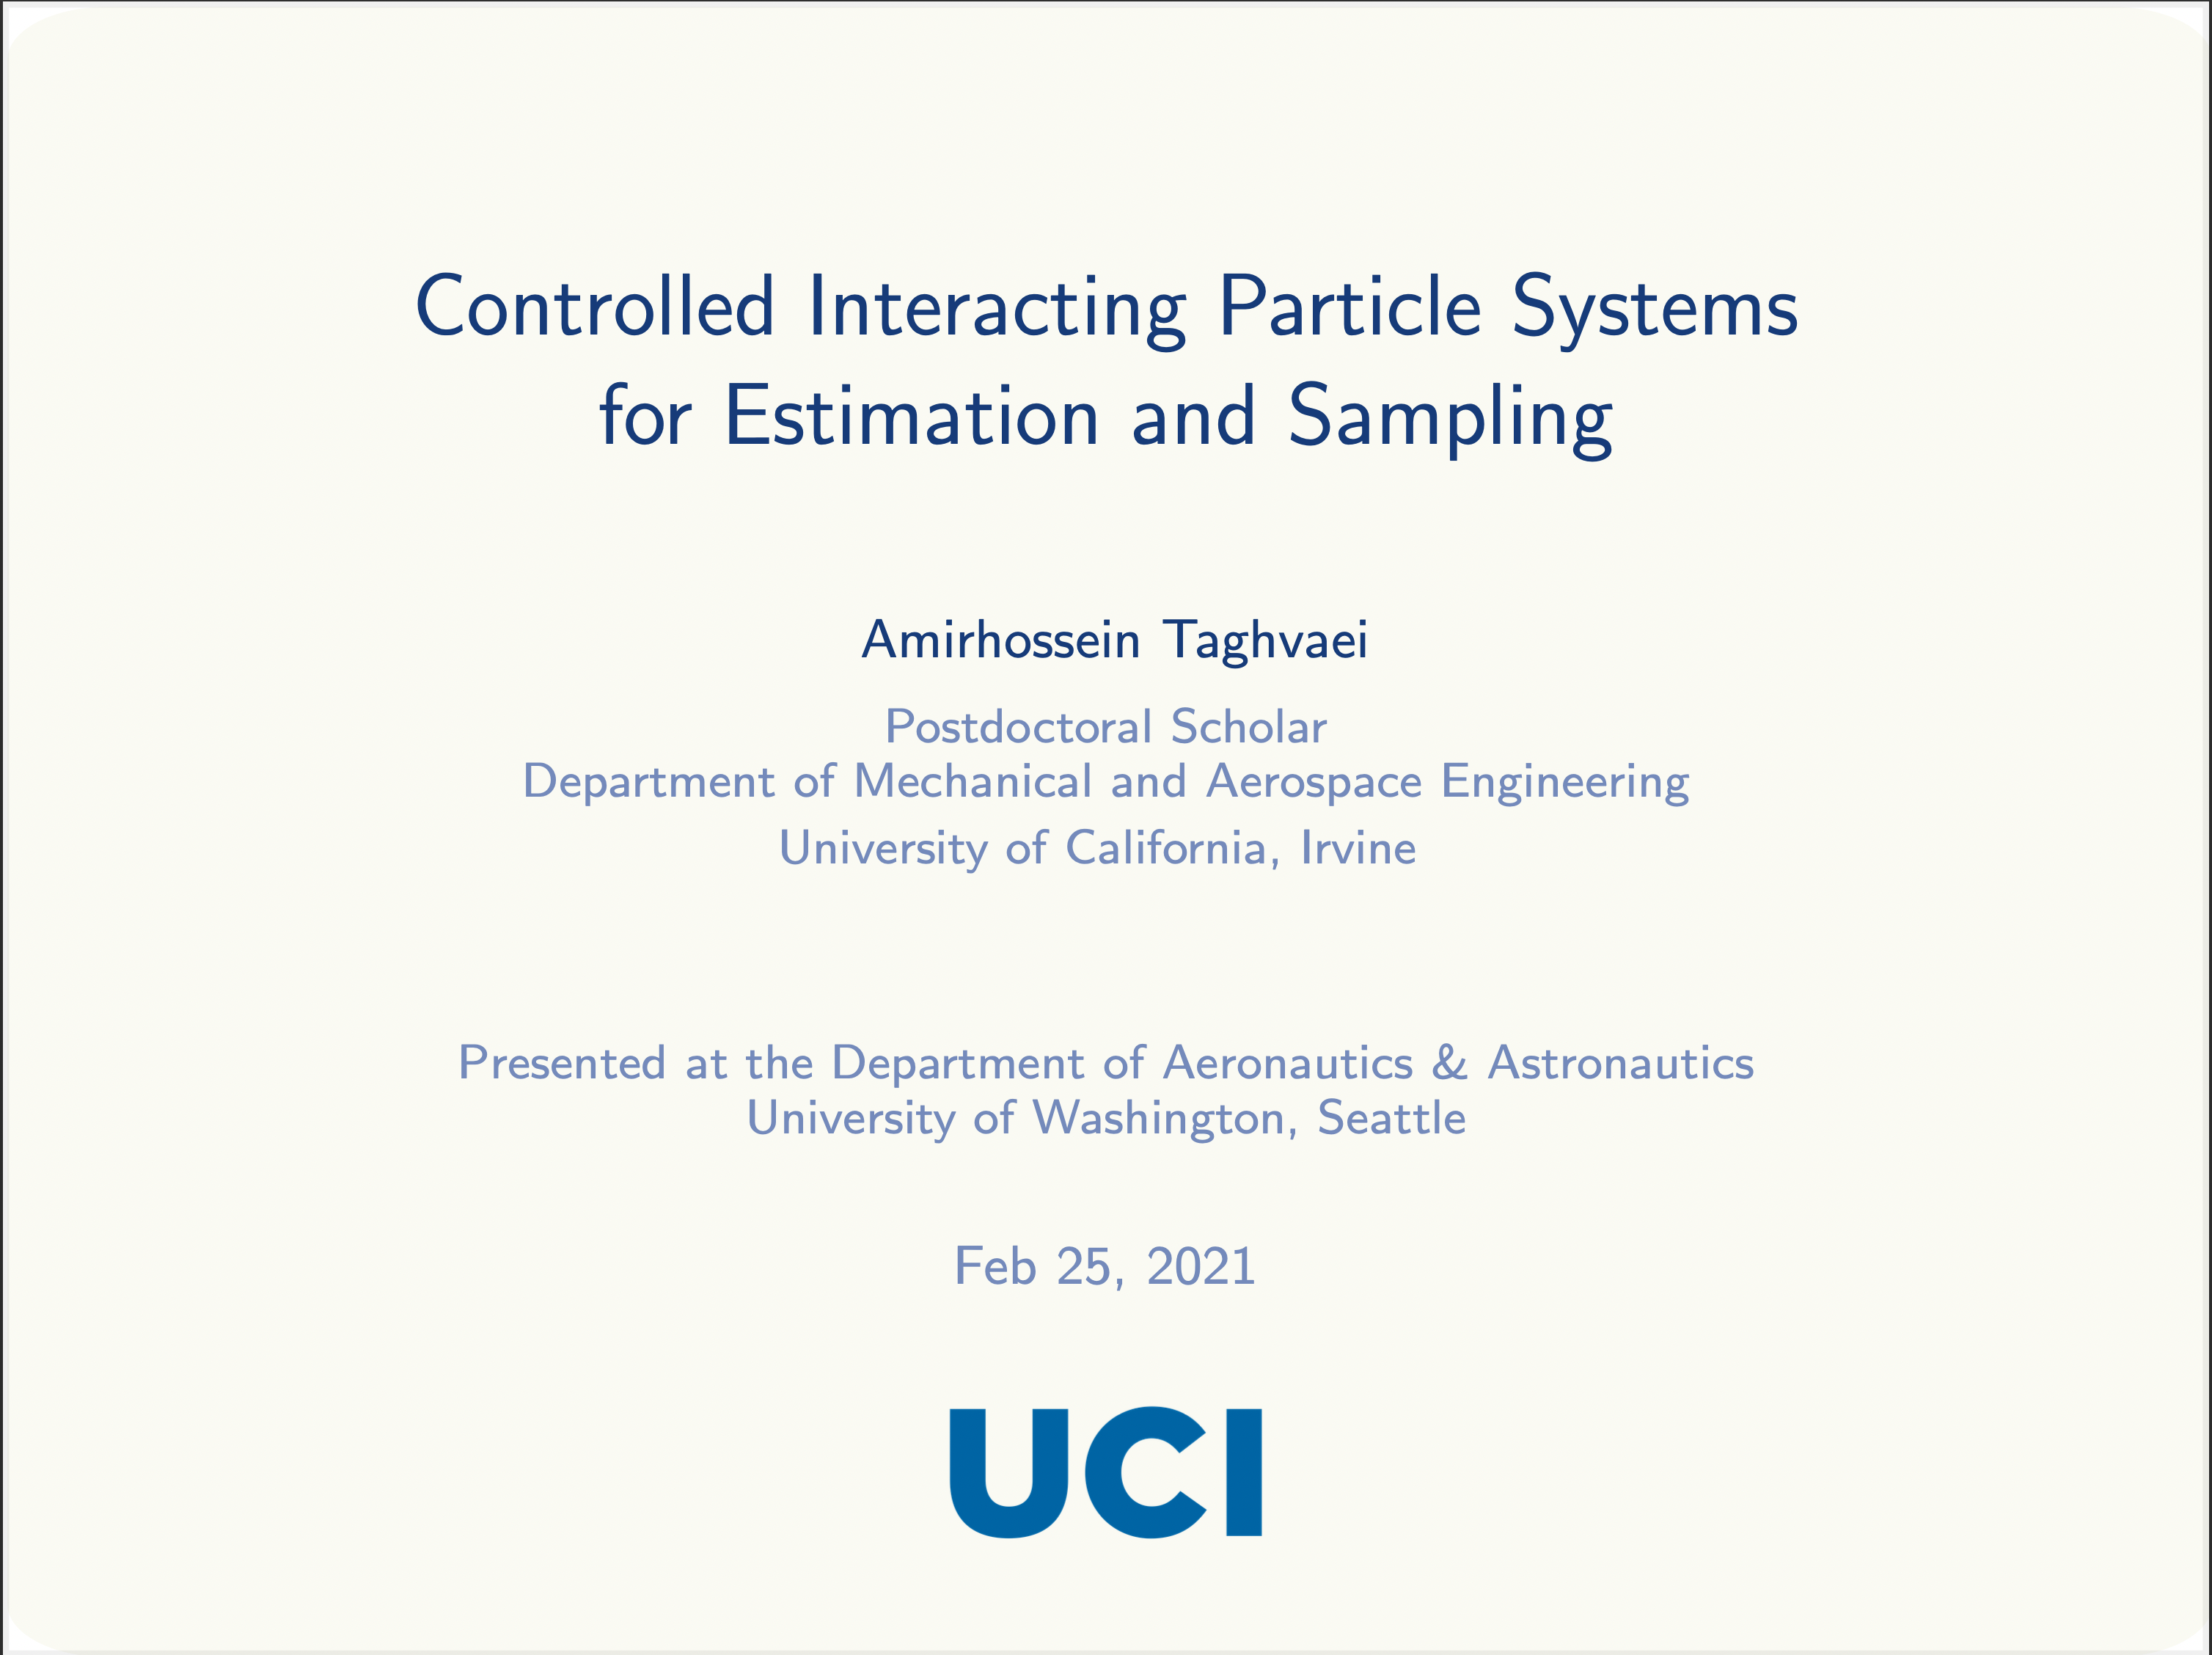 Controlled Interacting Particle Systems
for Estimation and Sampling
Amirhossein Taghvaei
Postdoctoral Scholar
Department of Mechanical and Aerospace Engineering
University of California, Irvine
Presented at the Department of Aeronautics & Astronautics
University of Washington, Seattle
Feb 25, 2021
UCI